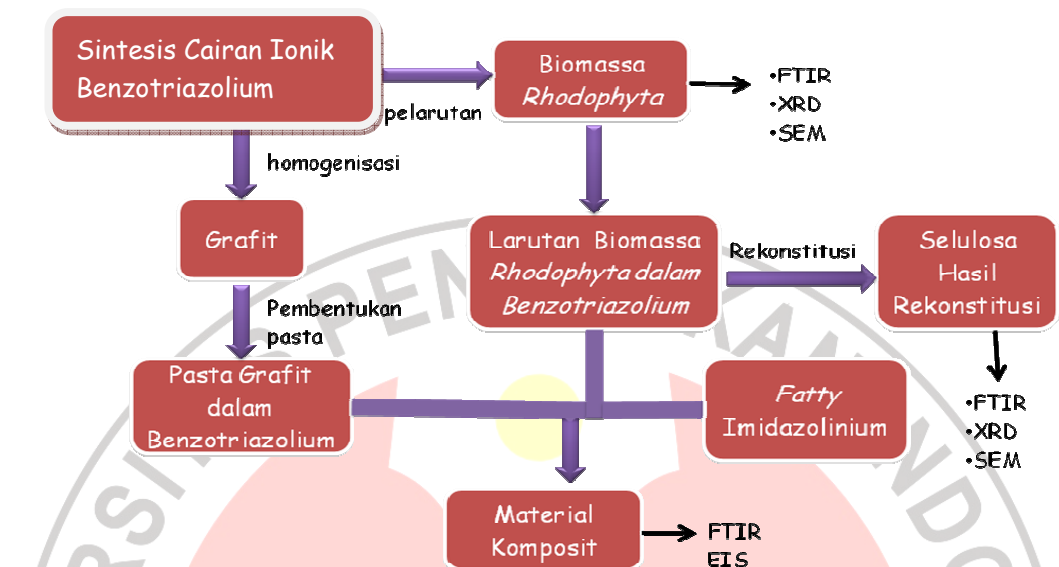 Sintesis Cairan Ionik
Benzotriazolium
pelarutan
Biomassa
Rhodophyta
•FTIR
•XRD
•SEM
homogenisasi
Grafit
Larutan Biomassa
Rhodophyta dalam
Benzotriazolium
Rekonstitusi
Selulosa
Hasil
Rekonstitusi
Pembentukan
pasta
Pasta Grafit
dalam
Benzotriazolium
Fatty
Imidazolinium
•FTIR
•XRD
•SEM
Material
Komposit
FTIR
EIS